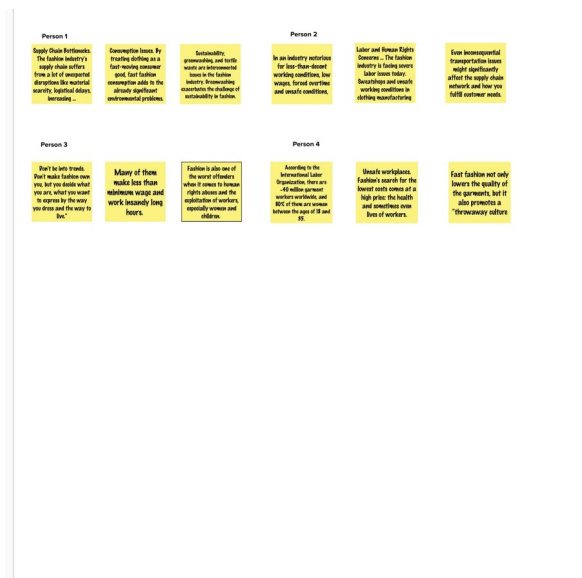 Person 1
Supply Chain Bottlenecks.
The fashion industry's
supply chain suffers
from a lot of unexpected
disruptions like material
scarcity, logistical delays,
increasing ...
Consumption Issues. By
treating clothing as a
fast-moving consumer
good, fast fashion
consumption adds to the
already significant
environmental problems.
Sustainability,
greenwashing, and textile
waste are interconnected
issues in the fashion
industry. Greenwashing
exacerbates the challenge of
sustainability in fashion.
Person 2
In an industry notorious
for less-than-decent
working conditions, low
wages, forced overtime
and unsafe conditions,
Labor and Human Rights
Concerns ... The fashion
industry is facing severe
labor issues today.
Sweatshops and unsafe
working conditions in
clothing manufacturing
Even inconsequential
transportation issues
might significantly
affect the supply chain
network and how you
fulfill customer needs.
Person 3
Don't be into trends.
Don't make fashion own
you, but you decide what
you are, what you want
to express by the way
you dress and the way to
live."
Many of them
make less than
minimum wage and
work insanely long
hours.
Fashion is also one of
the worst offenders
when it comes to human
rights abuses and the
exploitation of workers,
especially women and
children.
Person 4
According to the
International Labor
Organization, there are
~40 million garment
workers worldwide, and
80% of them are women
between the ages of 18 and
35.
Unsafe workplaces.
Fashion's search for the
lowest costs comes at a
high price: the health
and sometimes even
lives of workers.
Fast fashion not only
lowers the quality of
the garments, but it
also promotes a
"throwaway culture